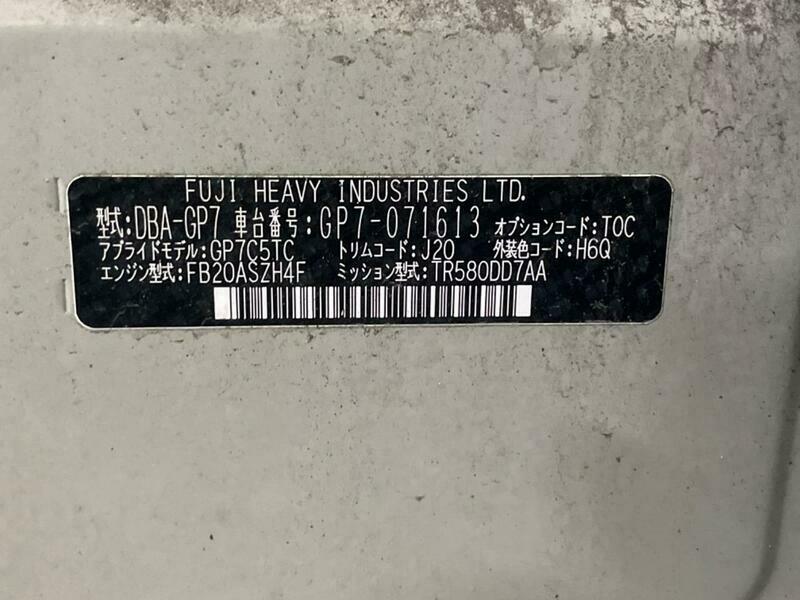 FUJI HEAVY INDUSTRIES LTD.
型式:DBA-GP7 車台番号:GP7-071613 オプションコード:TOC
アプライドモデル:GP7C5TC トリムコード:J20 外装色コード:H6Q
エンジン型式:FB20ASZH4F ミッション型式:TR580DD7AA